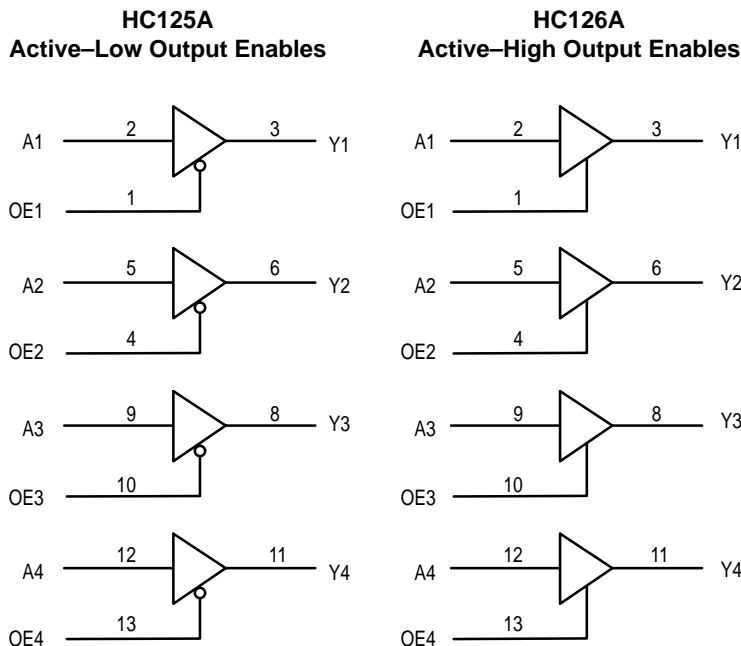 HC125A
Active–Low Output Enables
HC126A
Active–High Output Enables
A1 2 3 Y1
OE1 1
A2 5 6 Y2
OE2 4
A3 9 8 Y3
OE3 10
A4 12 11 Y4
OE4 13
A1 2 3 Y1
OE1 1
A2 5 6 Y2
OE2 4
A3 9 8 Y3
OE3 10
A4 12 11 Y4
OE4 13